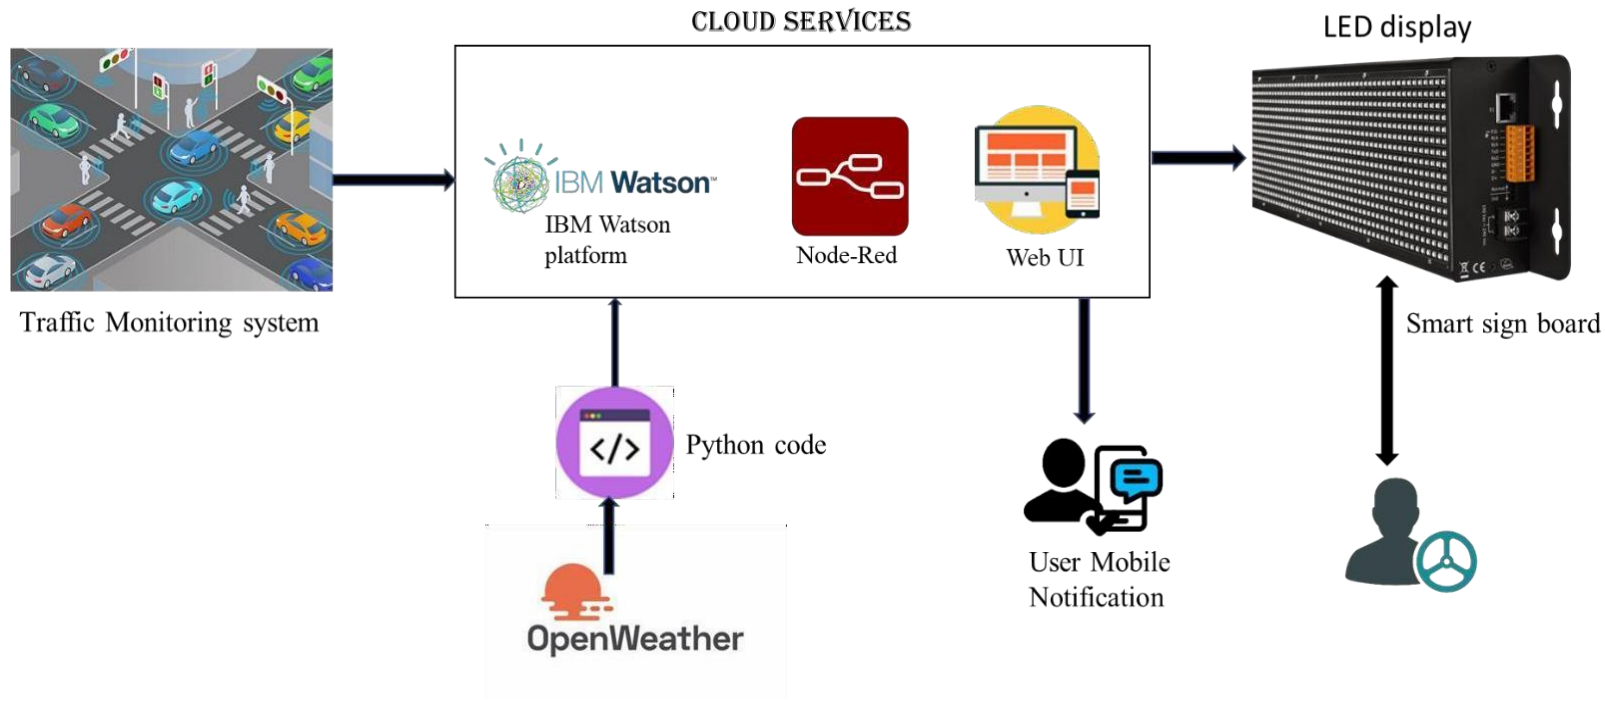 CLOUD SERVICES
LED display
IBM Watson™
IBM Watson
platform
Node-Red
Web UI
Traffic Monitoring system
Smart sign board
Python code
</>
User Mobile
Notification
OpenWeather